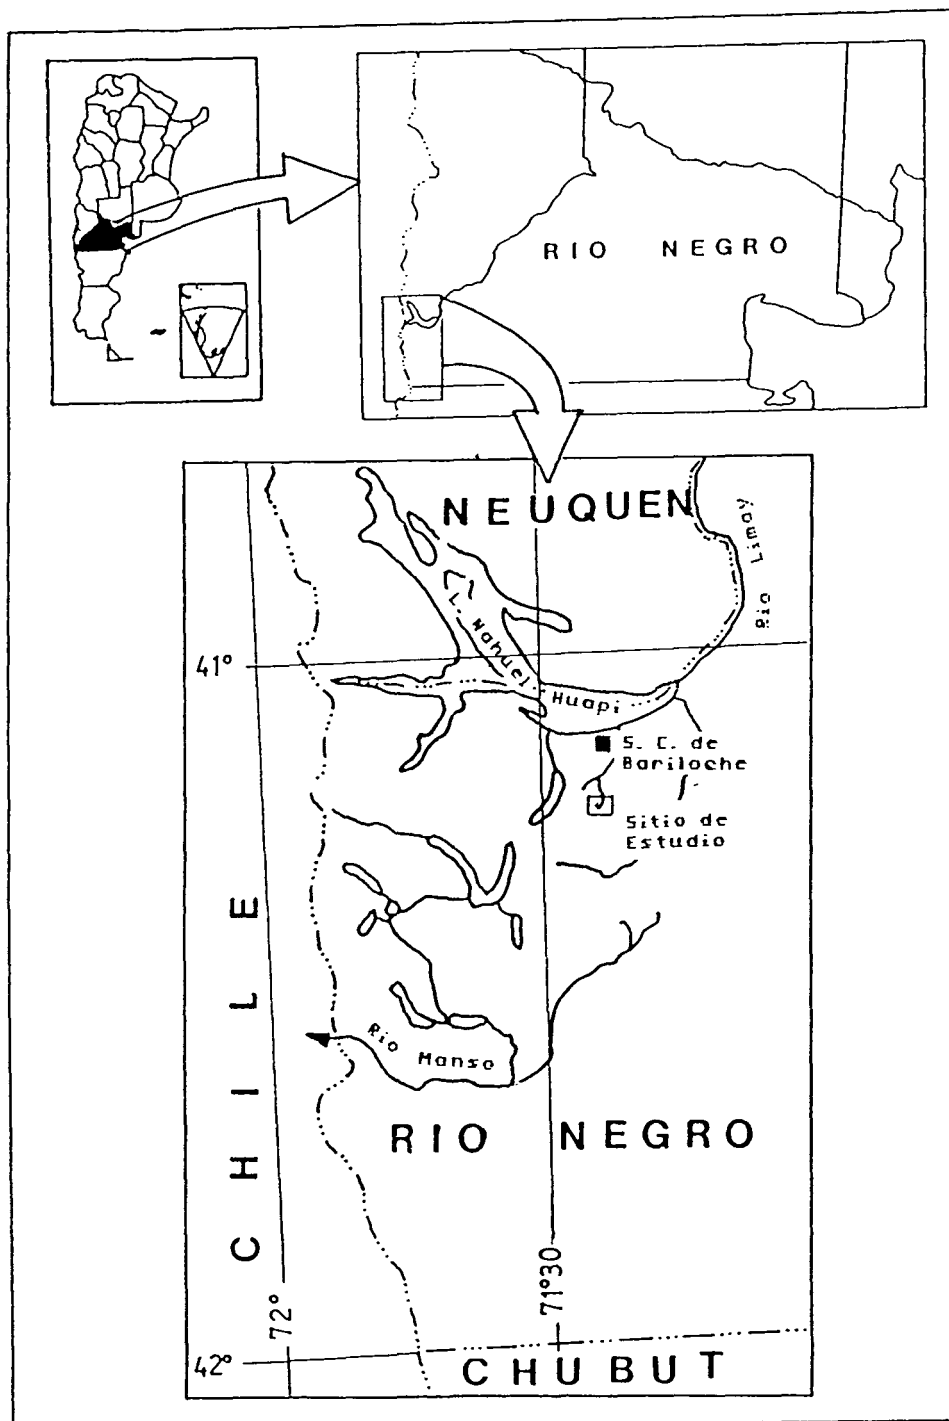 RIO NEGRO
NEUQUEN
Rio Limay
L. Nahuel Huapi
41°
S. C. de
Bariloche
Sitio de
Estudio
CHILE
Rio Manso
RIO NEGRO
72°
71°30
42°
CHUBUT